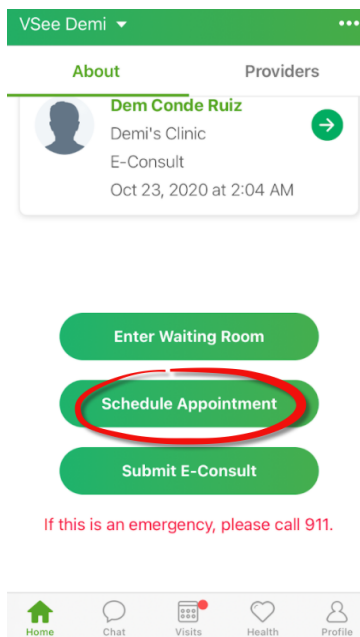 VSee Demi
About Providers
Dem Conde Ruiz
Demi's Clinic
E-Consult
Oct 23, 2020 at 2:04 AM
Enter Waiting Room
Schedule Appointment
Submit E-Consult
If this is an emergency, please call 911.
Home Chat Visits Health Profile